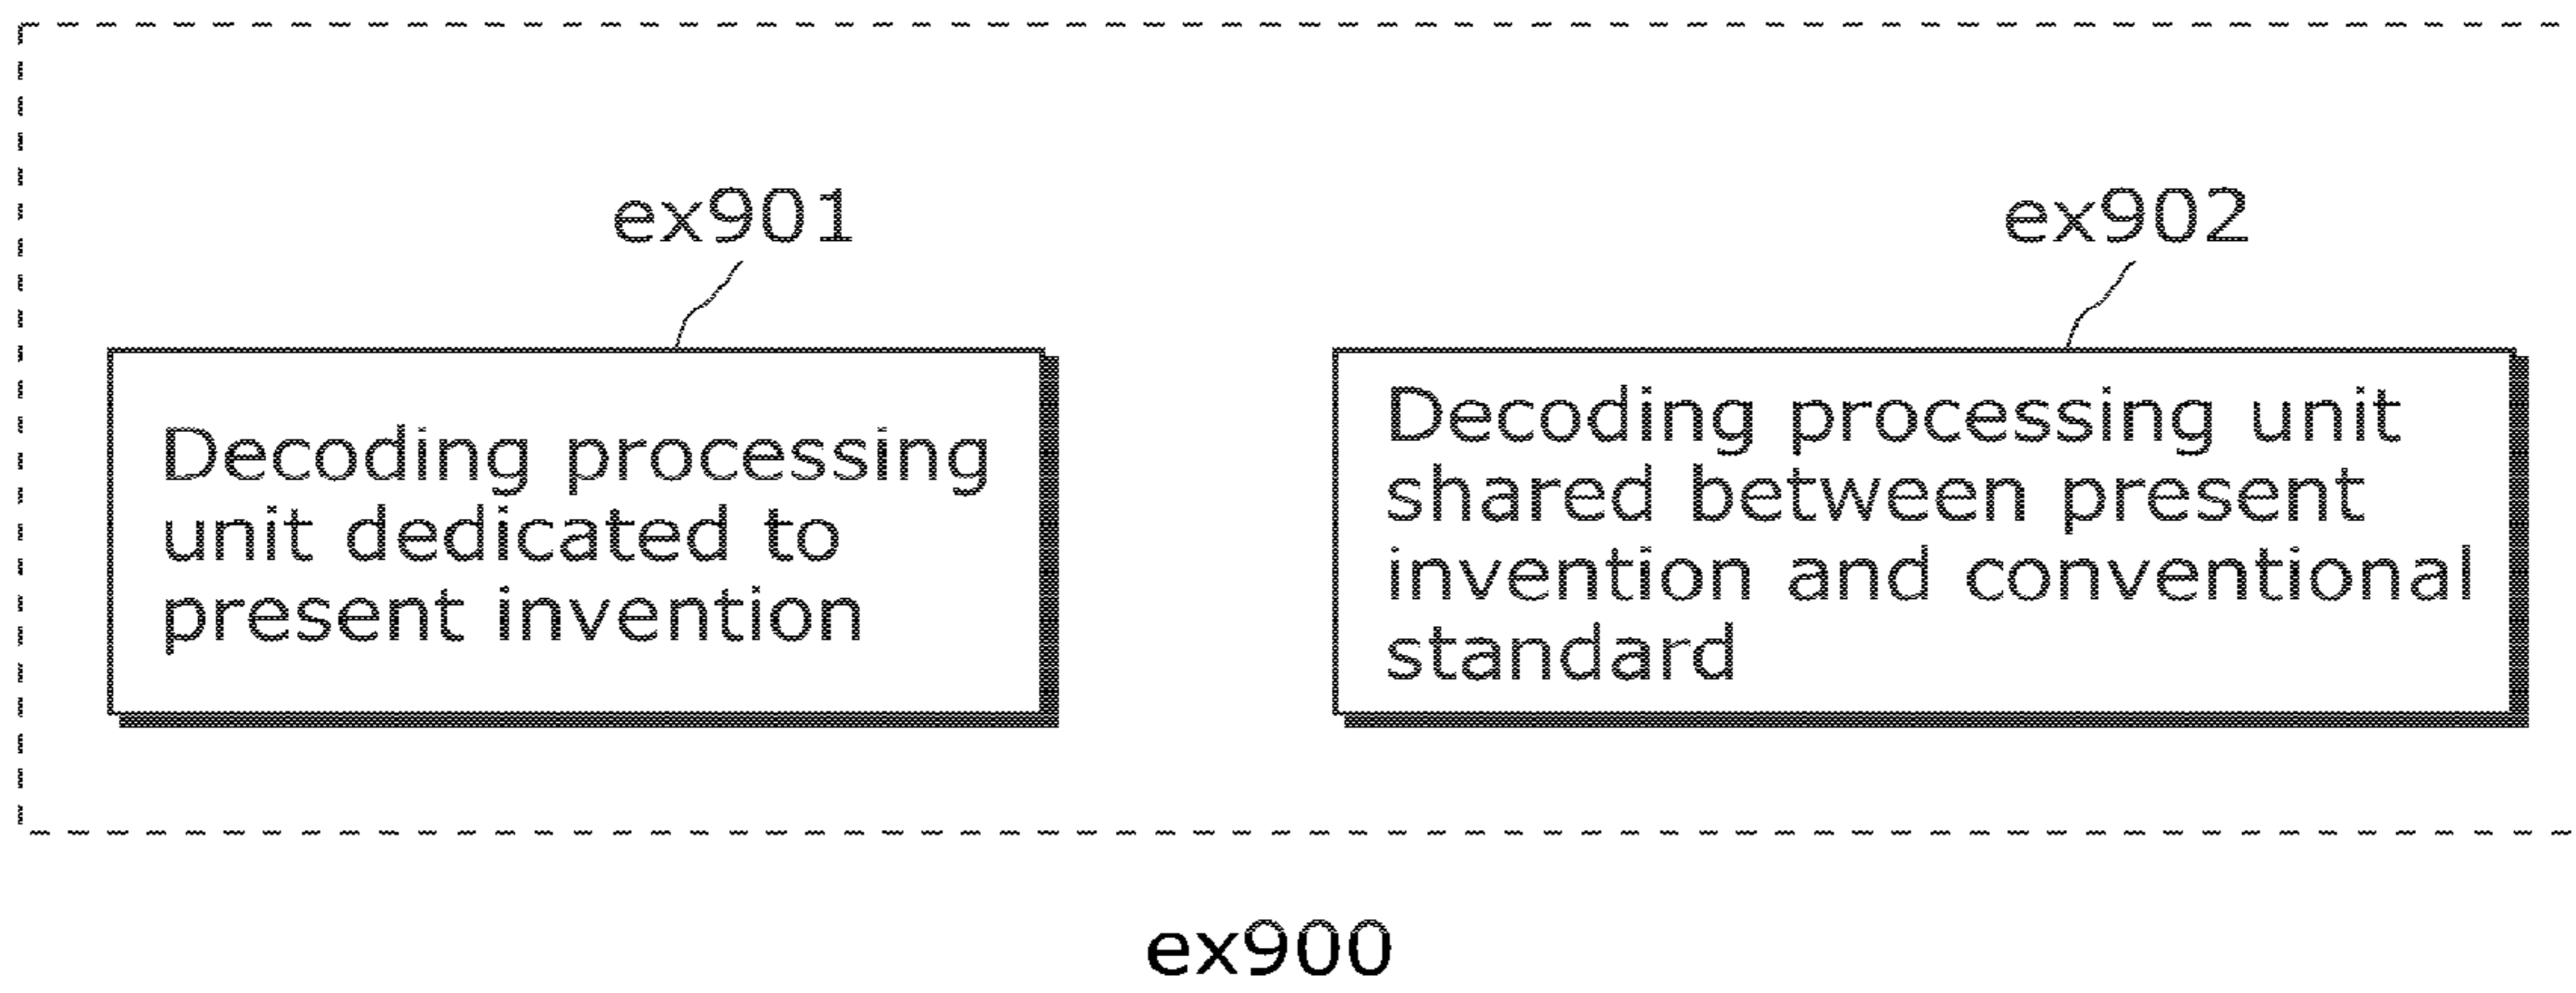 ex901
Decoding processing
unit dedicated to
present invention
ex902
Decoding processing unit
shared between present
invention and conventional
standard
ex900